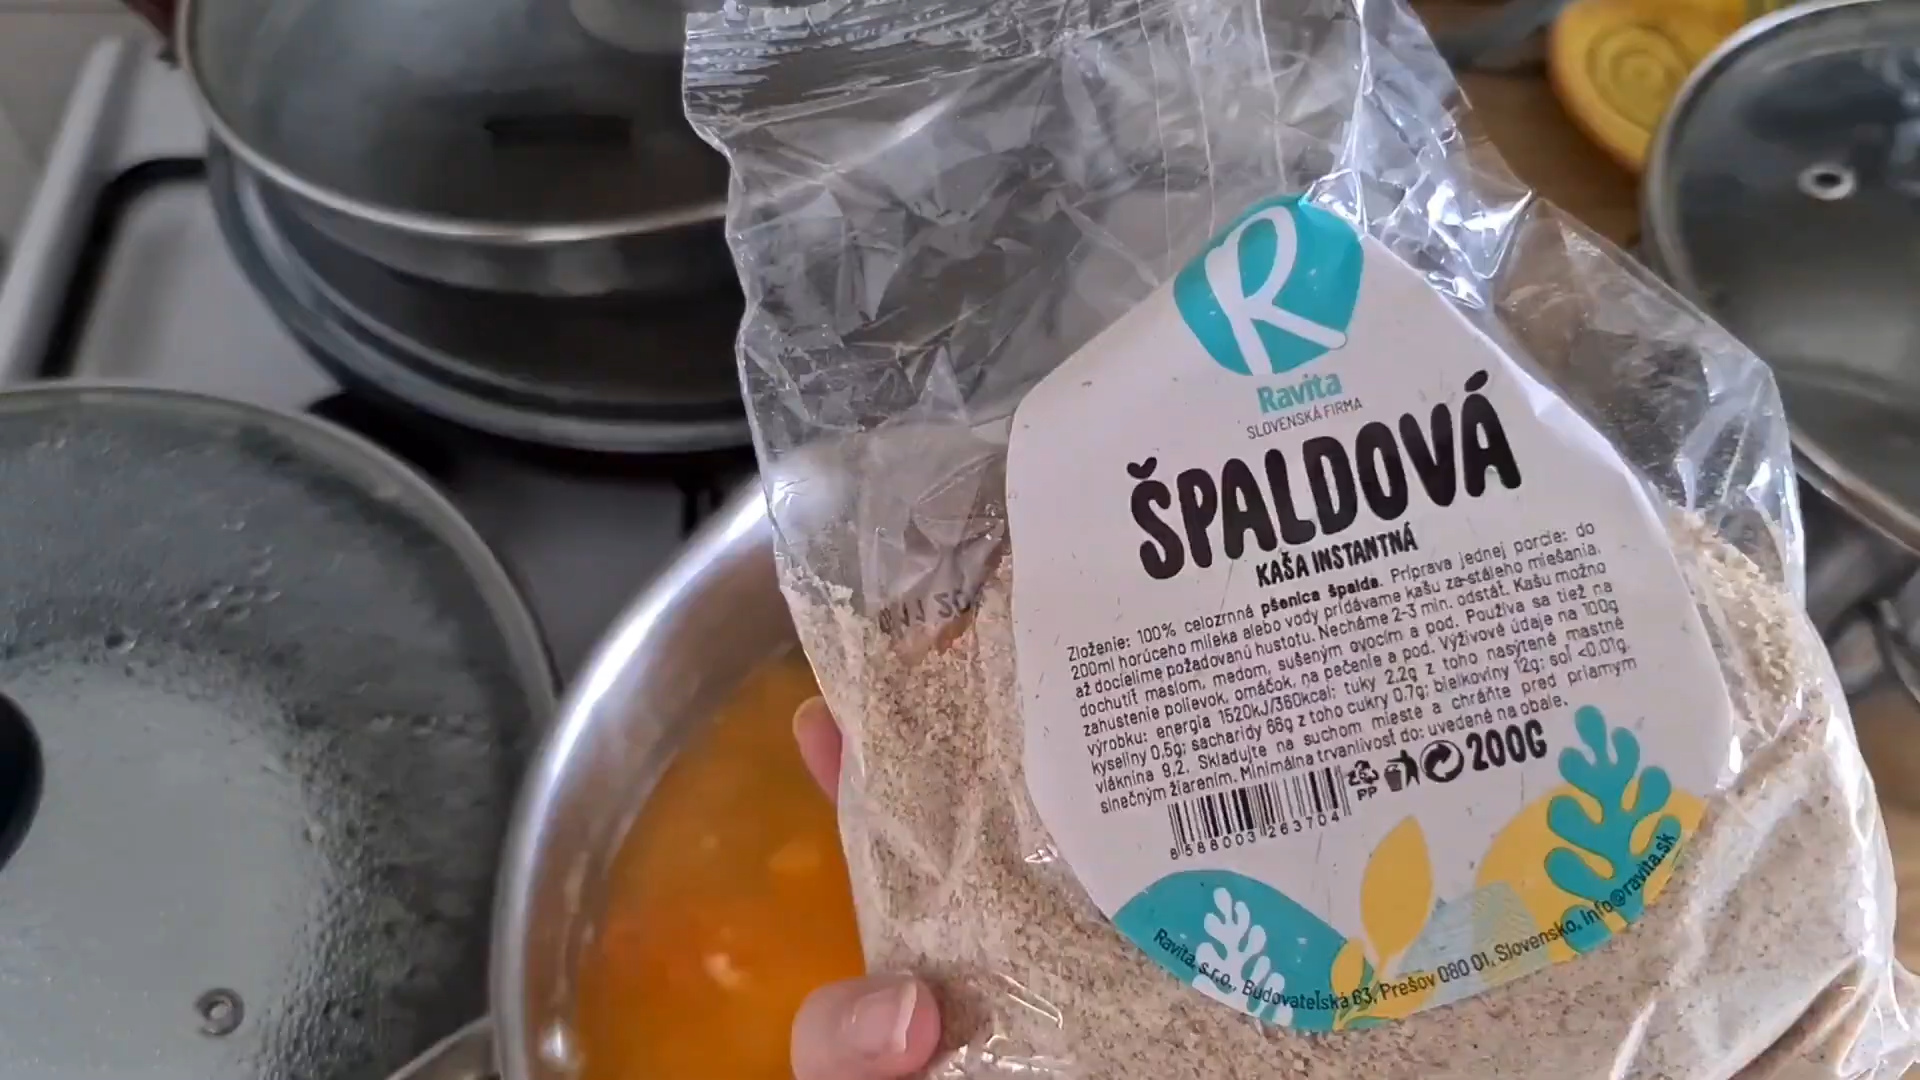 R
Ravita
SLOVENSKÁ FIRMA
ŠPALDOVÁ
KAŠA INSTANTNÁ
Zloženie: 100% celozrnná pšenica špalda. Príprava jednej porcie: do
200ml horúceho mlieka alebo vody pridávame kašu za stáleho miešania,
až docielime požadovanú hustotu. Necháme 2-3 min. odstáť. Kašu možno
dochutiť maslom, medom, sušeným ovocím a pod. Používa sa tiež na
zahustenie polievok, omáčok, na pečenie a pod. Výživové údaje na 100g
výrobku: energia 1520kJ/360kcal; tuky 2.2g z toho nasýtené mastné
kyseliny 0,5g; sacharidy 66g z toho cukry 0.7g; bielkoviny 12g; soľ <0.01g,
vláknina 9,2. Skladujte na suchom mieste a chráňte pred priamym
slnečným žiarením. Minimálna trvanlivosť do: uvedené na obale.
PP
200G
8588003263704
Ravita, s.r.o., Budovateľská 63, Prešov 080 01, Slovensko, info@ravita.sk